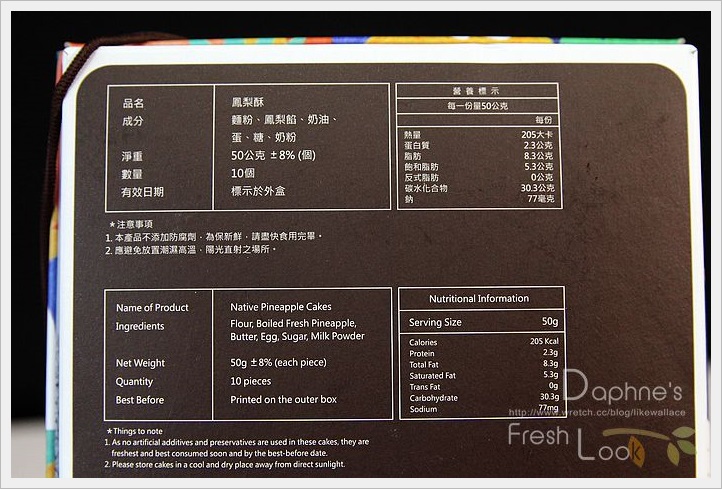 品名 鳳梨酥
成分 麵粉、鳳梨餡、奶油、
蛋、糖、奶粉
淨重 50公克 ±8% (個)
數量 10個
有效日期 標示於外盒
營養標示
每一份量50公克
每份
熱量 205大卡
蛋白質 2.3公克
脂肪 8.3公克
飽和脂肪 5.3公克
反式脂肪 0公克
碳水化合物 30.3公克
鈉 77毫克
★注意事項
1. 本產品不添加防腐劑，為保新鮮，請盡快食用完畢。
2. 應避免放置潮濕高溫，陽光直射之場所。
Name of Product Native Pineapple Cakes
Ingredients Flour, Boiled Fresh Pineapple,
Butter, Egg, Sugar, Milk Powder
Net Weight 50g ±8% (each piece)
Quantity 10 pieces
Best Before Printed on the outer box
Nutritional Information
Serving Size 50g
Calories 205 Kcal
Protein 2.3g
Total Fat 8.3g
Saturated Fat 5.3g
Trans Fat 0g
Carbohydrate 30.3g
Sodium 77mg
★Things to note
1. As no artificial additives and preservatives are used in these cakes, they are
freshest and best consumed soon and by the best-before date.
2. Please store cakes in a cool and dry place away from direct sunlight.
Daphne's
http://www.wretch.cc/blog/likewallace
Fresh Look